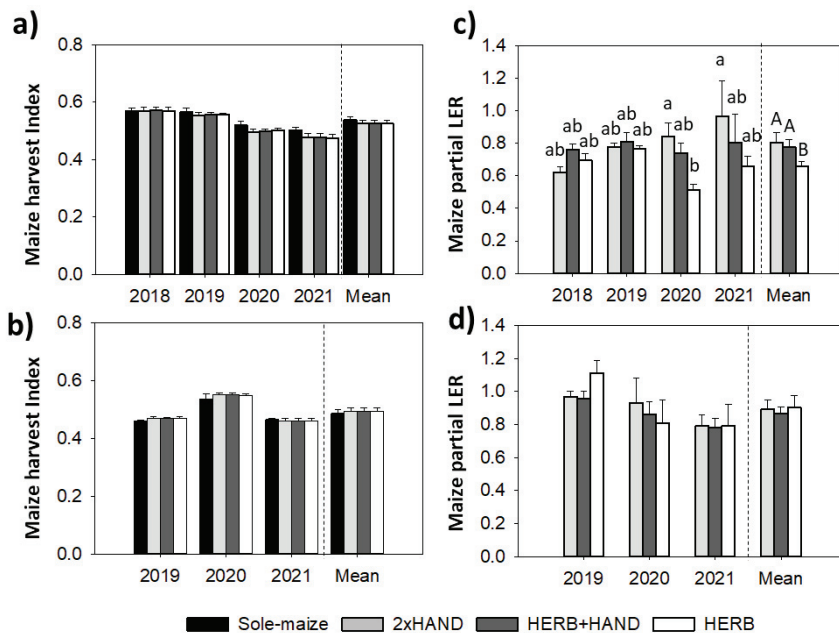 a)
Maize harvest Index
0.8
0.6
0.4
0.2
0.0
2018 2019 2020 2021 Mean
c)
Maize partial LER
1.4
1.2
1.0
0.8
0.6
0.4
0.2
0.0
ab ab ab
ab ab ab
a ab b
a ab ab
A A B
2018 2019 2020 2021 Mean
b)
Maize harvest Index
0.8
0.6
0.4
0.2
0.0
2019 2020 2021 Mean
d)
Maize partial LER
1.4
1.2
1.0
0.8
0.6
0.4
0.2
0.0
2019 2020 2021 Mean
Sole-maize 2xHAND HERB+HAND HERB